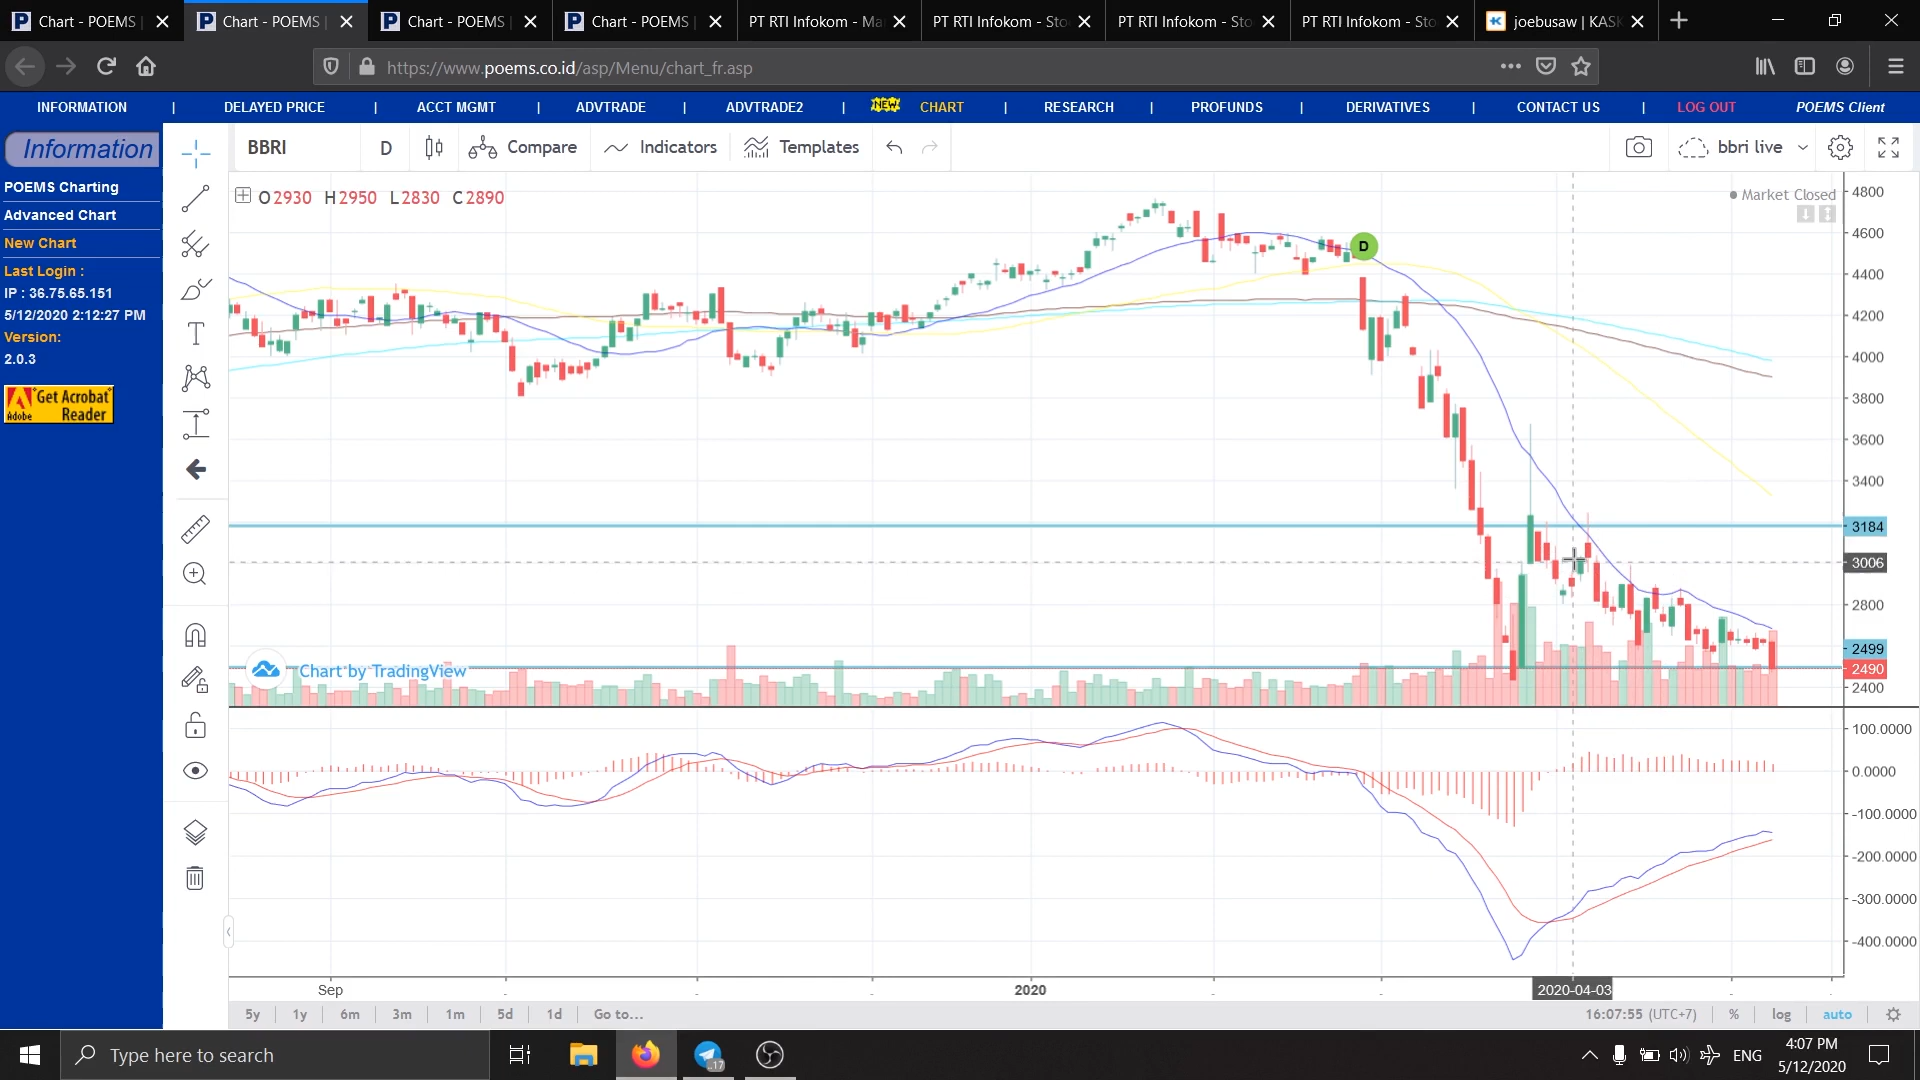 Chart - POEMS |
Chart - POEMS |
Chart - POEMS |
Chart - POEMS |
PT RTI Infokom - Ma
PT RTI Infokom - Sto
PT RTI Infokom - Sto
PT RTI Infokom - Sto
joebusaw | KASK
https://www.poems.co.id/asp/Menu/chart_fr.asp
INFORMATION | DELAYED PRICE | ACCT MGMT | ADVTRADE | ADVTRADE2 | NEW CHART | RESEARCH | PROFUNDS | DERIVATIVES | CONTACT US | LOG OUT POEMS Client
Information
POEMS Charting
Advanced Chart
New Chart
Last Login :
IP : 36.75.65.151
5/12/2020 2:12:27 PM
Version:
2.0.3
Get Acrobat
Adobe Reader
BBRI D Compare Indicators Templates bbri live
O2930 H2950 L2830 C2890
Market Closed
D
4800
4600
4400
4200
4000
3800
3600
3400
3184
3006
2800
2499
2490
2400
Chart by TradingView
100.0000
0.0000
-100.0000
-200.0000
-300.0000
-400.0000
Sep 2020 2020-04-03
5y 1y 6m 3m 1m 5d 1d Go to... 16:07:55 (UTC+7) % log auto
Type here to search
17
ENG
4:07 PM
5/12/2020